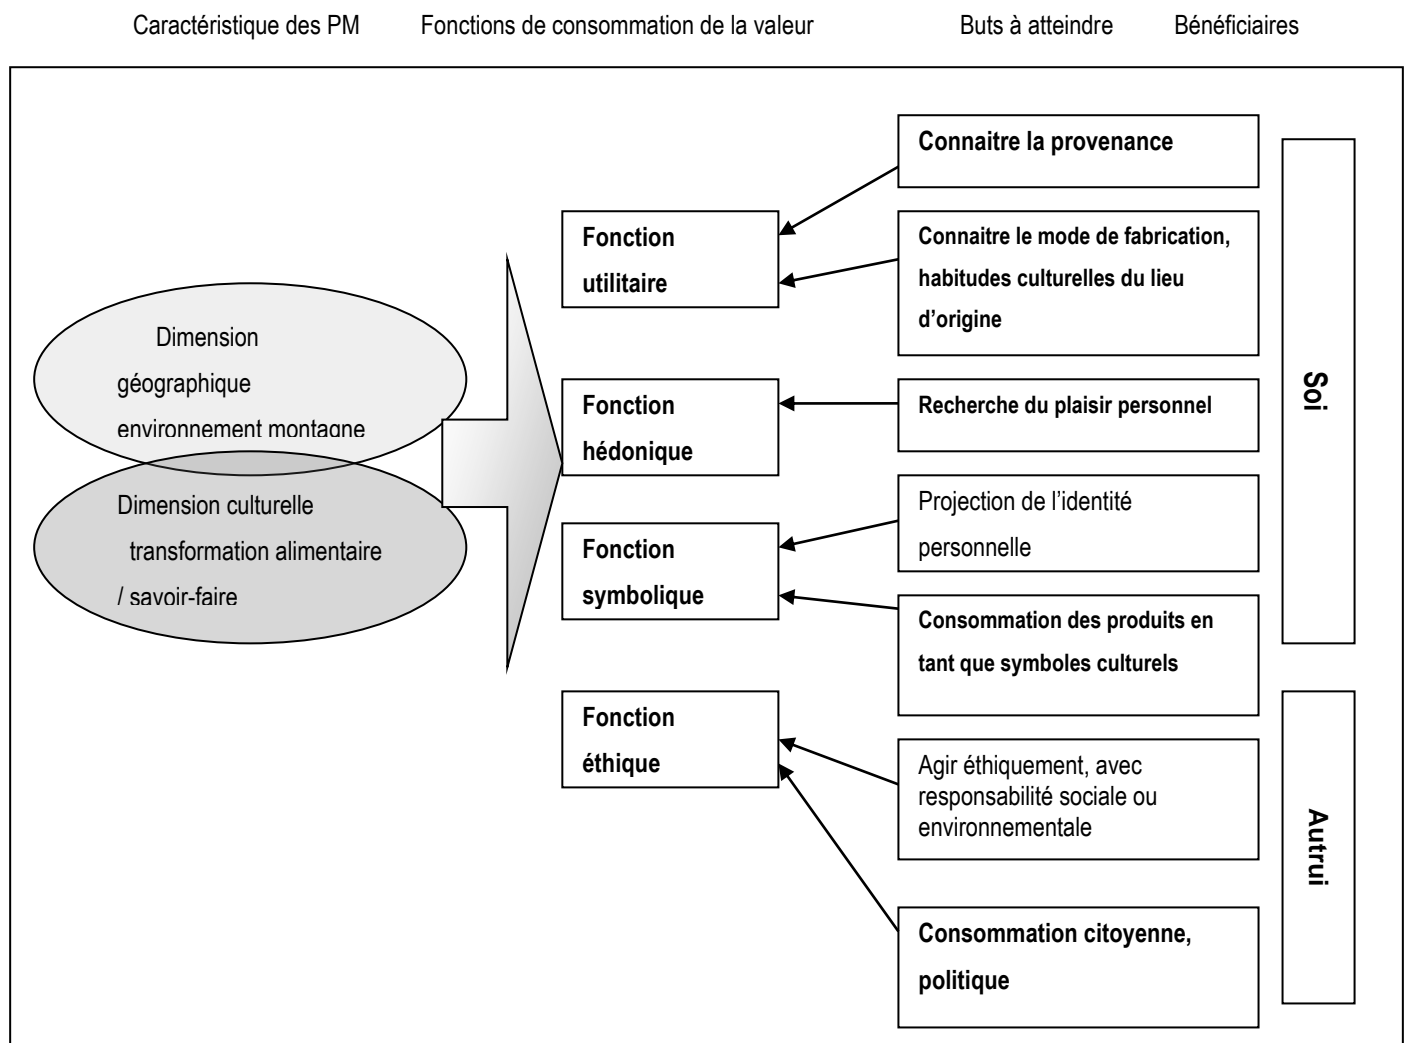 Caractéristique des PM
Fonctions de consommation de la valeur
Buts à atteindre
Bénéficiaires
Dimension
géographique
environnement montagne
Dimension culturelle
transformation alimentaire
/ savoir-faire
Fonction
utilitaire
Fonction
hédonique
Fonction
symbolique
Fonction
éthique
Connaitre la provenance
Connaitre le mode de fabrication,
habitudes culturelles du lieu
d’origine
Recherche du plaisir personnel
Projection de l’identité
personnelle
Consommation des produits en
tant que symboles culturels
Agir éthiquement, avec
responsabilité sociale ou
environnementale
Consommation citoyenne,
politique
Soi
Autrui